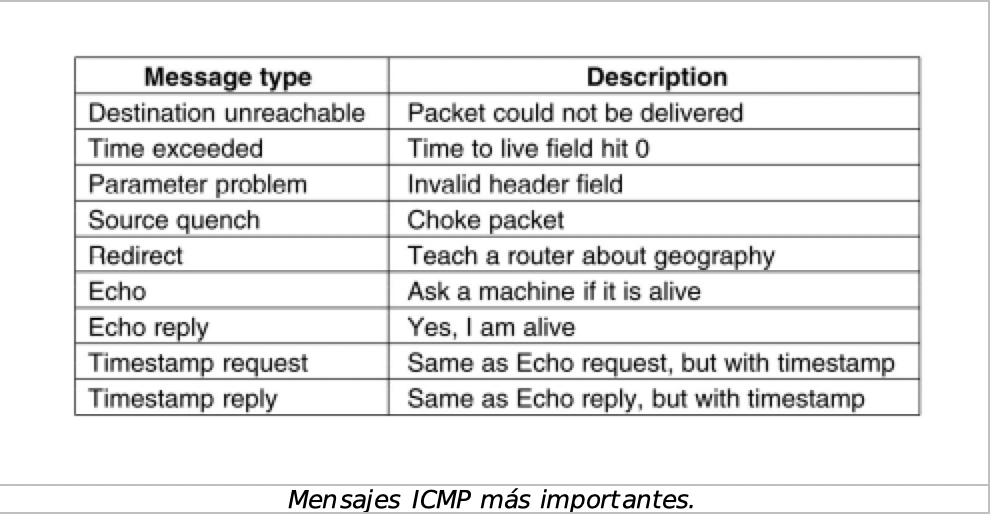 Message type Description
Destination unreachable Packet could not be delivered
Time exceeded Time to live field hit 0
Parameter problem Invalid header field
Source quench Choke packet
Redirect Teach a router about geography
Echo Ask a machine if it is alive
Echo reply Yes, I am alive
Timestamp request Same as Echo request, but with timestamp
Timestamp reply Same as Echo reply, but with timestamp
Mensajes ICMP más importantes.